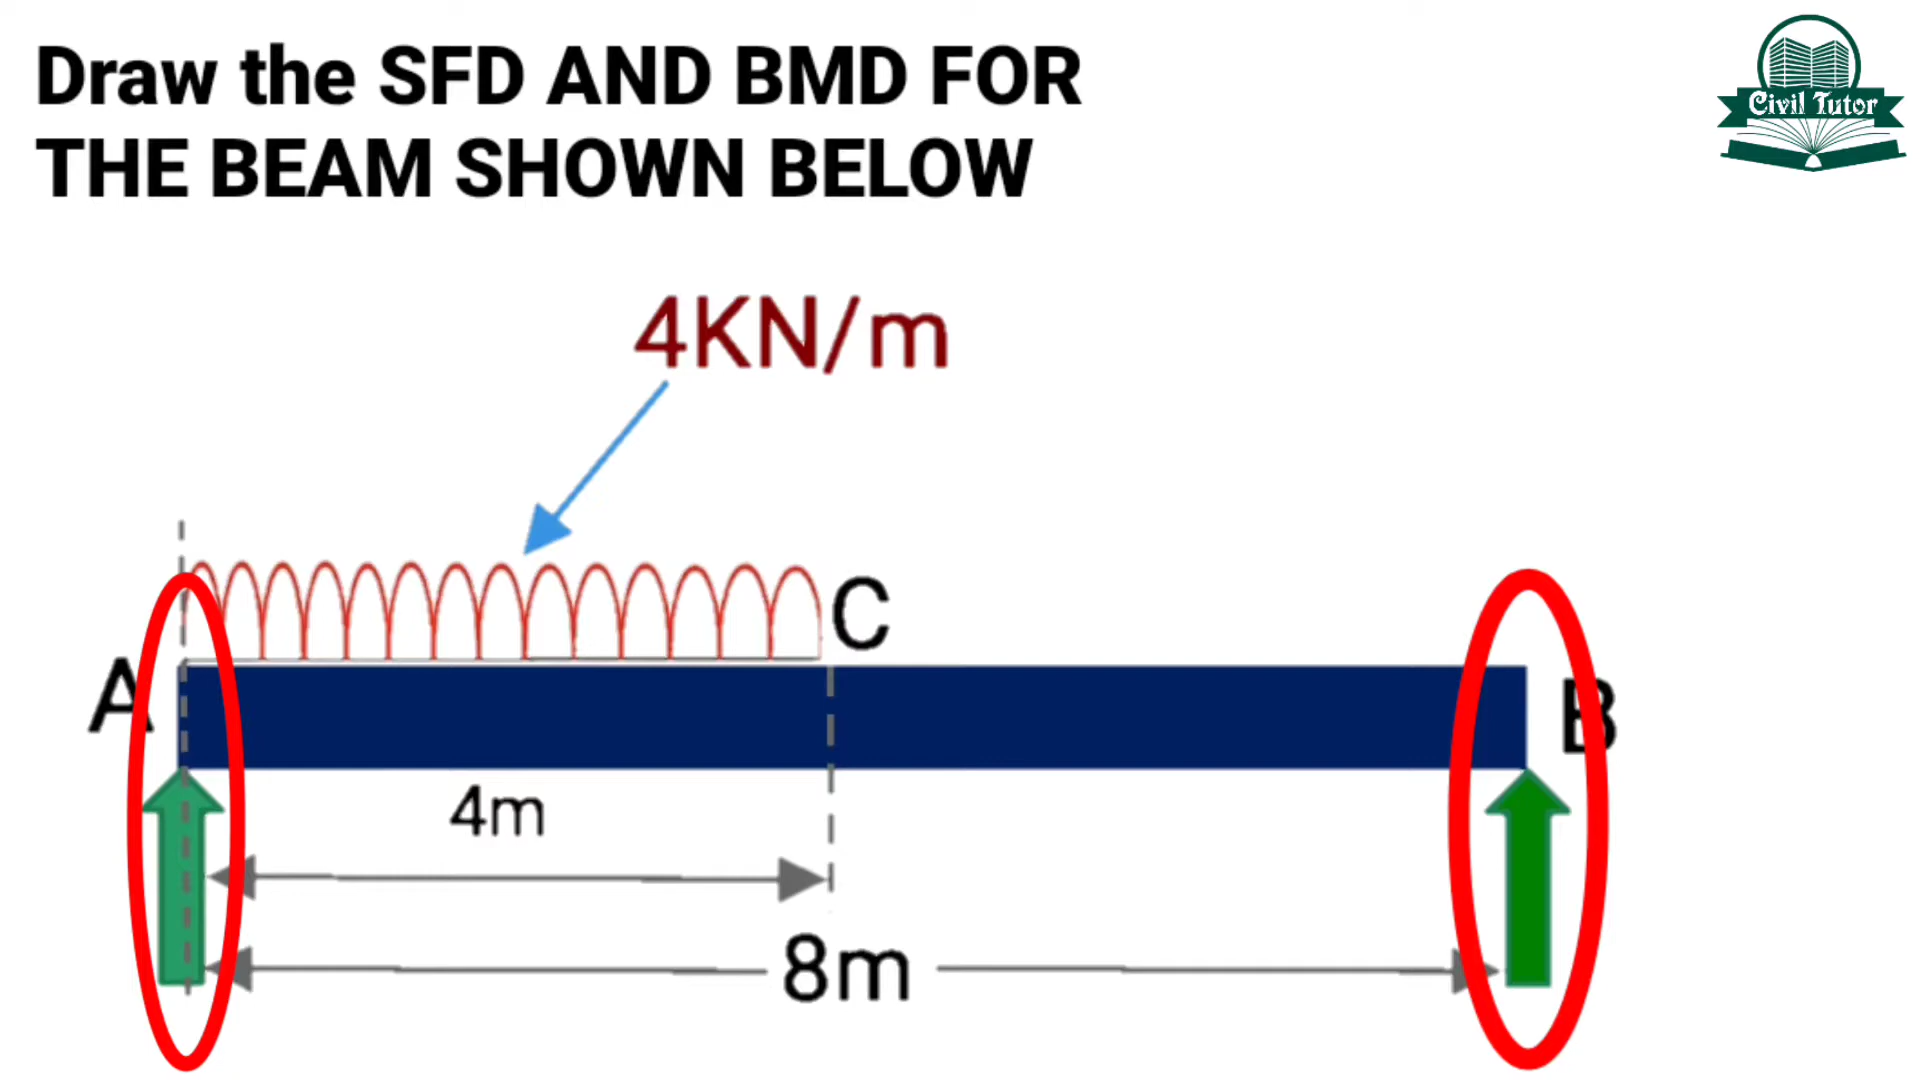 Draw the SFD AND BMD FOR
THE BEAM SHOWN BELOW
Civil Tutor
4KN/m
C
A
B
4m
8m